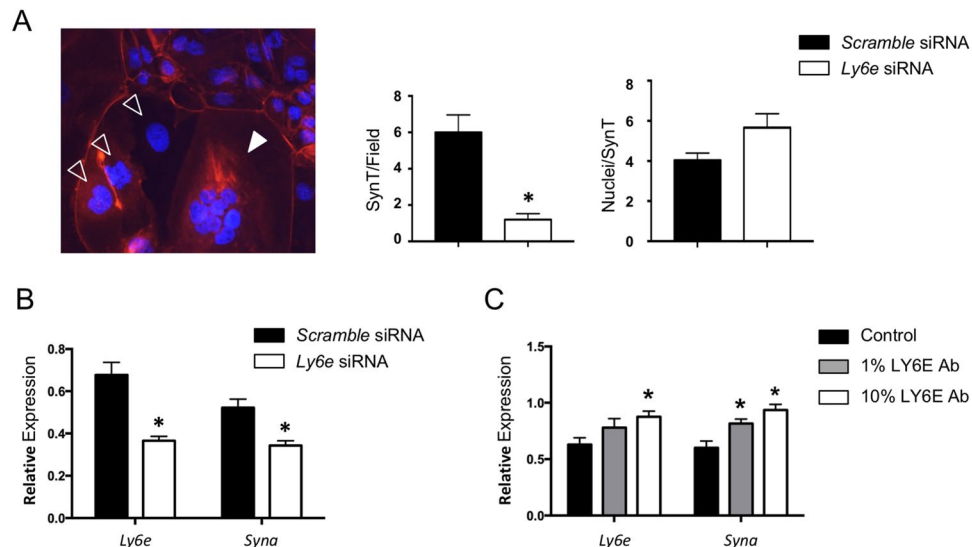 A
Scramble siRNA
Ly6e siRNA
SynT/Field
8
6
4
2
0
*
Nuclei/SynT
8
6
4
2
0
B
Scramble siRNA
Ly6e siRNA
Relative Expression
0.8
0.6
0.4
0.2
0.0
*
*
Ly6e
Syna
C
Control
1% LY6E Ab
10% LY6E Ab
Relative Expression
1.5
1.0
0.5
0.0
*
*
*
Ly6e
Syna